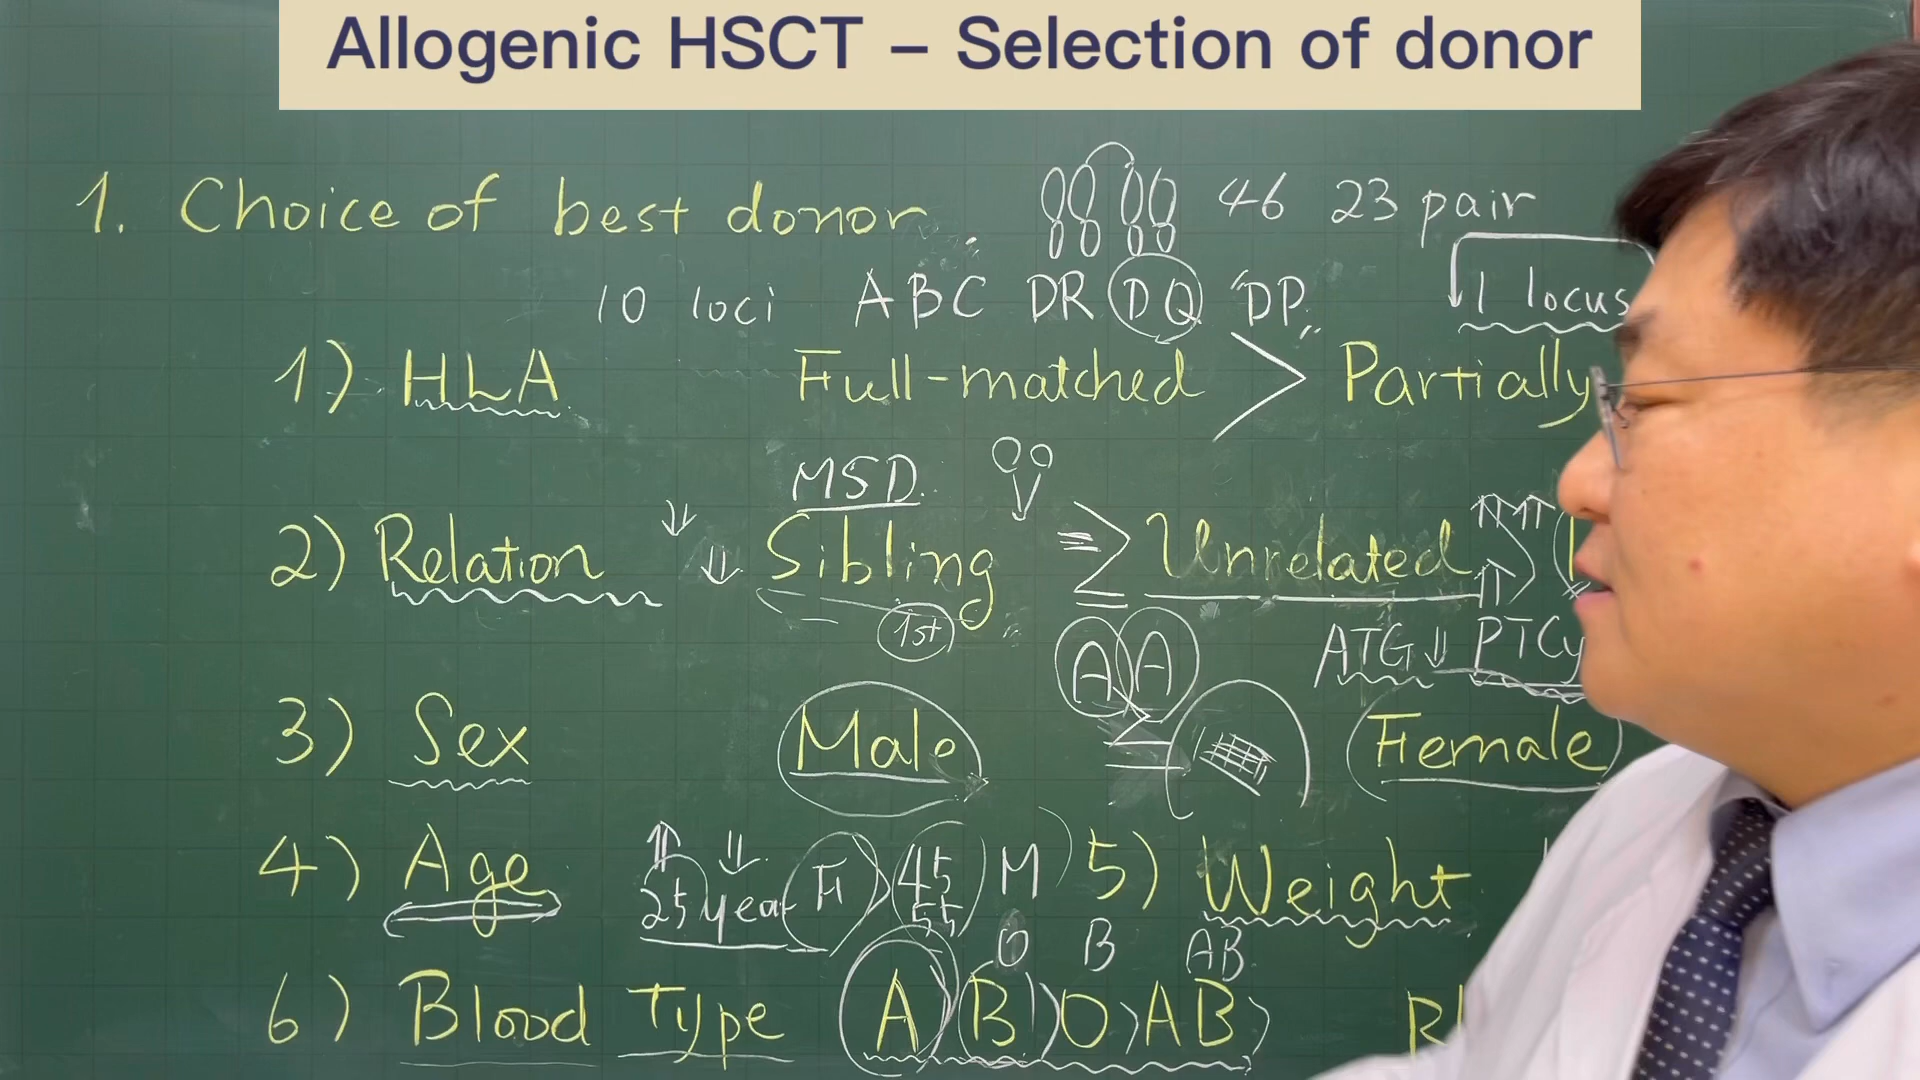 Allogenic HSCT – Selection of donor
1. Choice of best donor 46 23 pair
10 loci A B C DR DQ DP 1 locus
1) HLA Full-matched > Partially
MSD
2) Relation Sibling ≥ Unrelated
1st A A ATG PTCy
3) Sex Male ≥ Female
4) Age 25 year F > 45 55 M 5) Weight
O B AB
6) Blood Type A B O AB